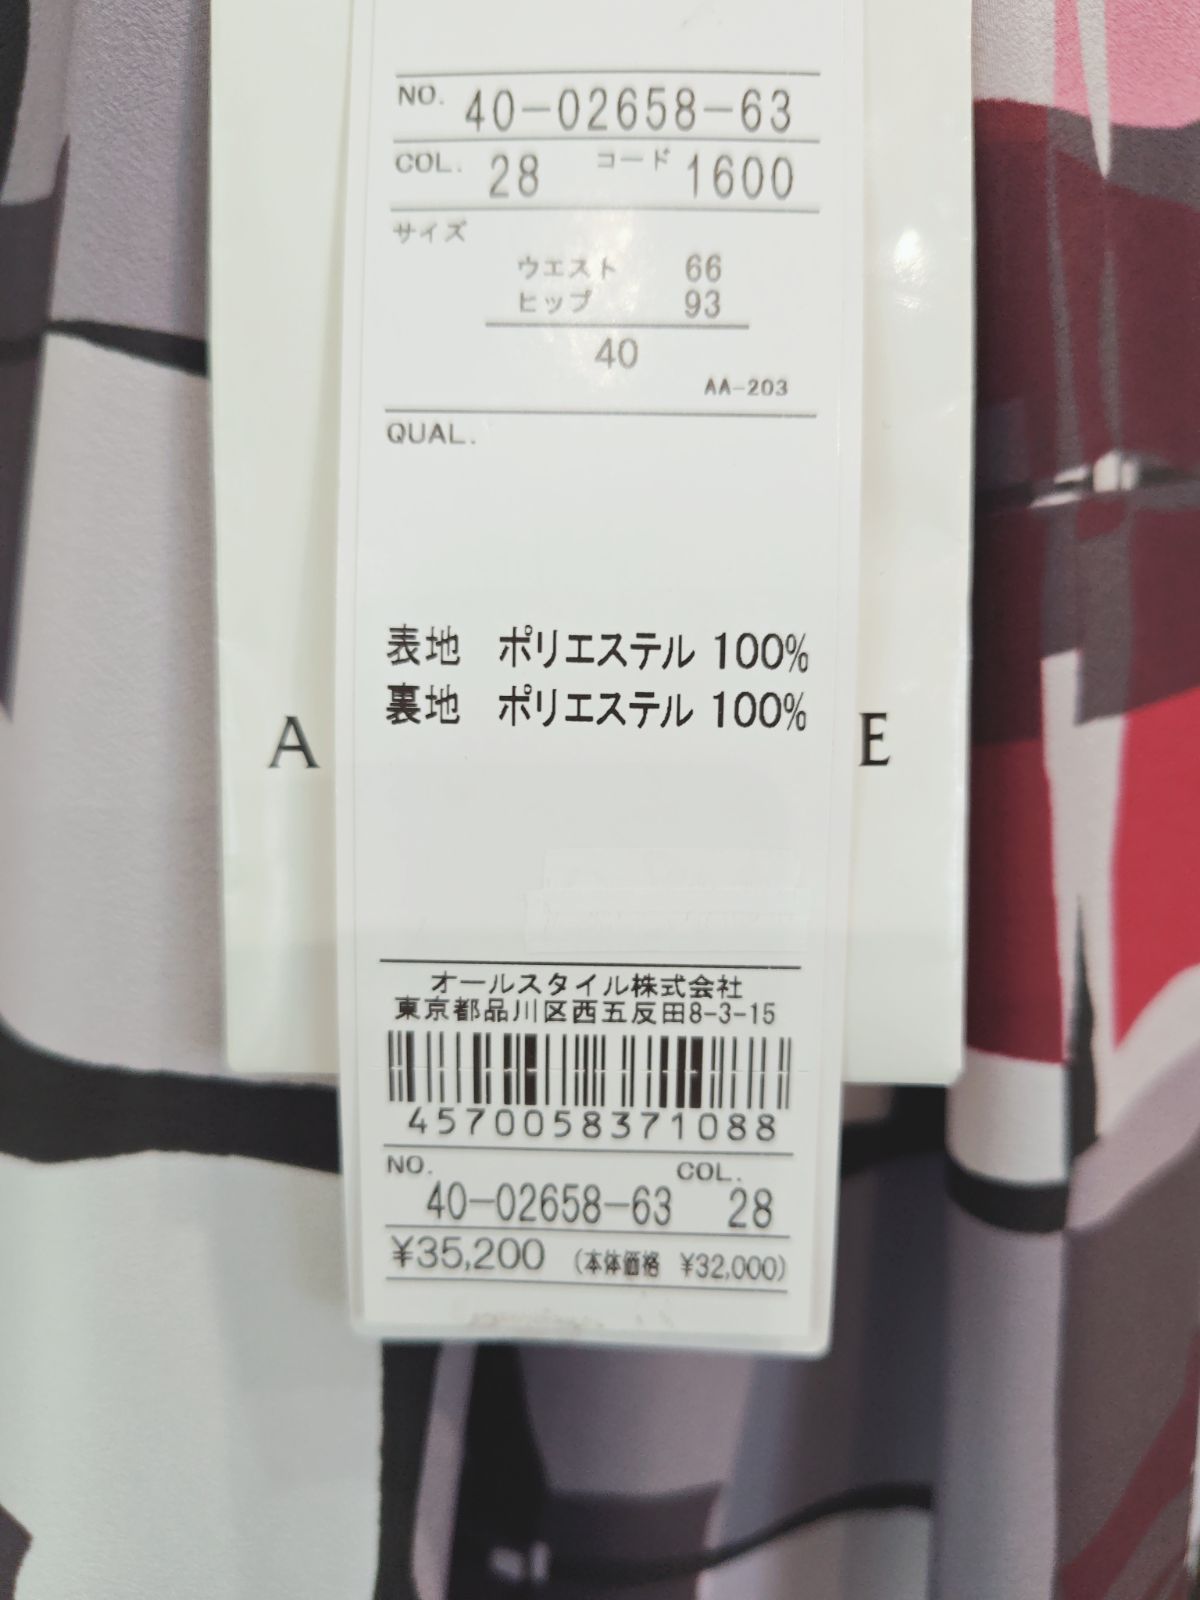 NO. 40-02658-63
COL. 28 コード 1600
サイズ
ウエスト 66
ヒップ 93
40
AA-203
QUAL.
表地 ポリエステル 100%
裏地 ポリエステル 100%
A E
オールスタイル株式会社
東京都品川区西五反田8-3-15
4570058371088
NO. COL.
40-02658-63 28
¥35,200 (本体価格 ¥32,000)